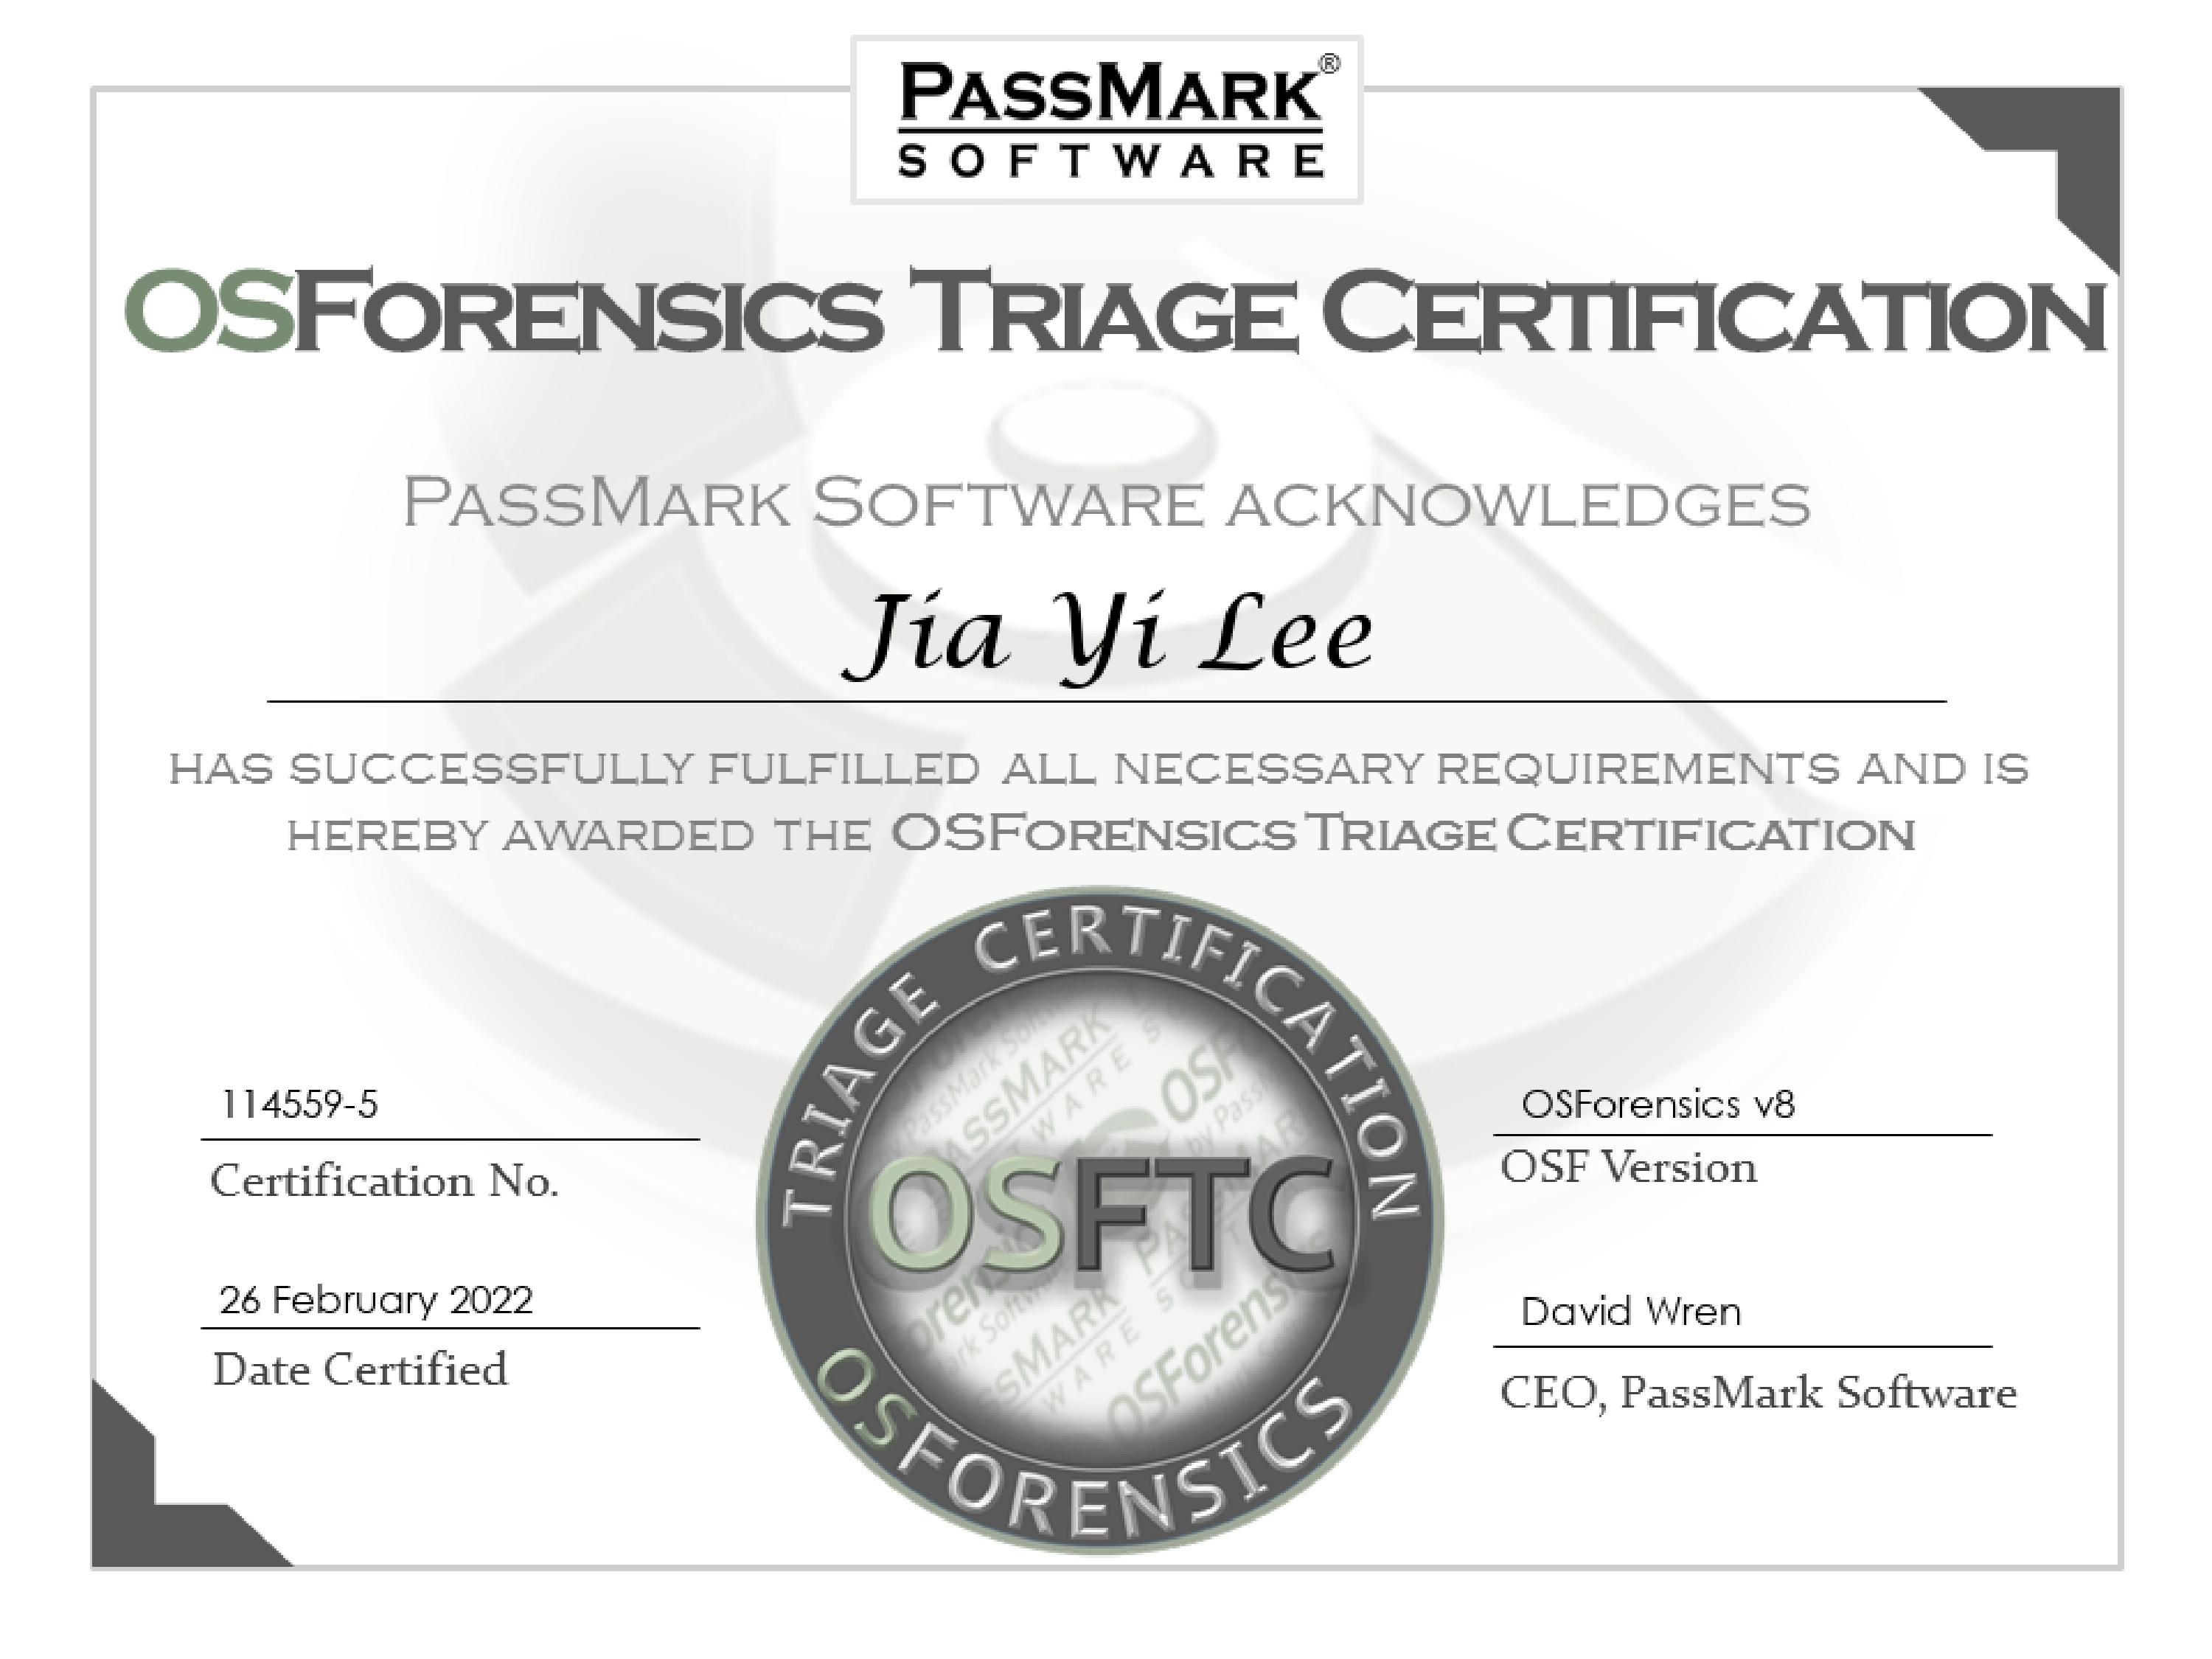 PASSMARK®
SOFTWARE
OSFORENSICS TRIAGE CERTIFICATION
PASSMARK SOFTWARE ACKNOWLEDGES
Jia Yi Lee
HAS SUCCESSFULLY FULFILLED ALL NECESSARY REQUIREMENTS AND IS
HEREBY AWARDED THE OSFORENSICS TRIAGE CERTIFICATION
TRIAGE CERTIFICATION
OSFTC
OSFORENSICS
114559-5
Certification No.
26 February 2022
Date Certified
OSForensics v8
OSF Version
David Wren
CEO, PassMark Software